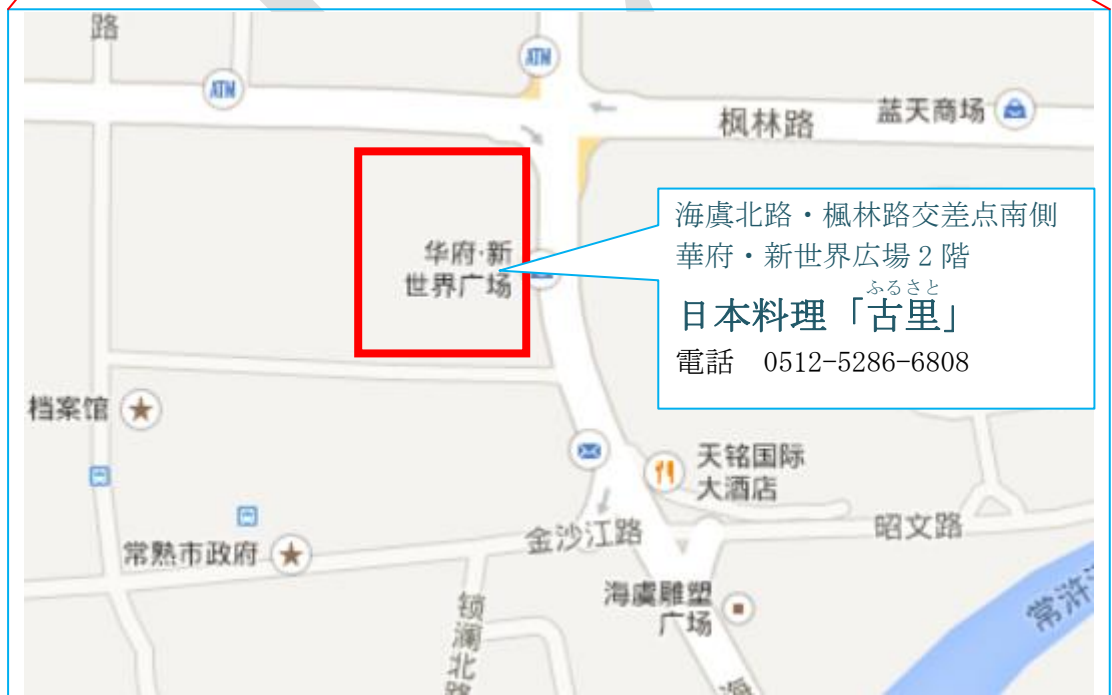 路
ATM
ATM
枫林路
蓝天商场
海虞北路・楓林路交差点南側
華府・新世界広場２階
ふるさと
日本料理「古里」
電話　0512-5286-6808
华府·新
世界广场
档案馆
天铭国际
大酒店
昭文路
金沙江路
常熟市政府
海虞雕塑
广场
锁澜北路
常浒
海